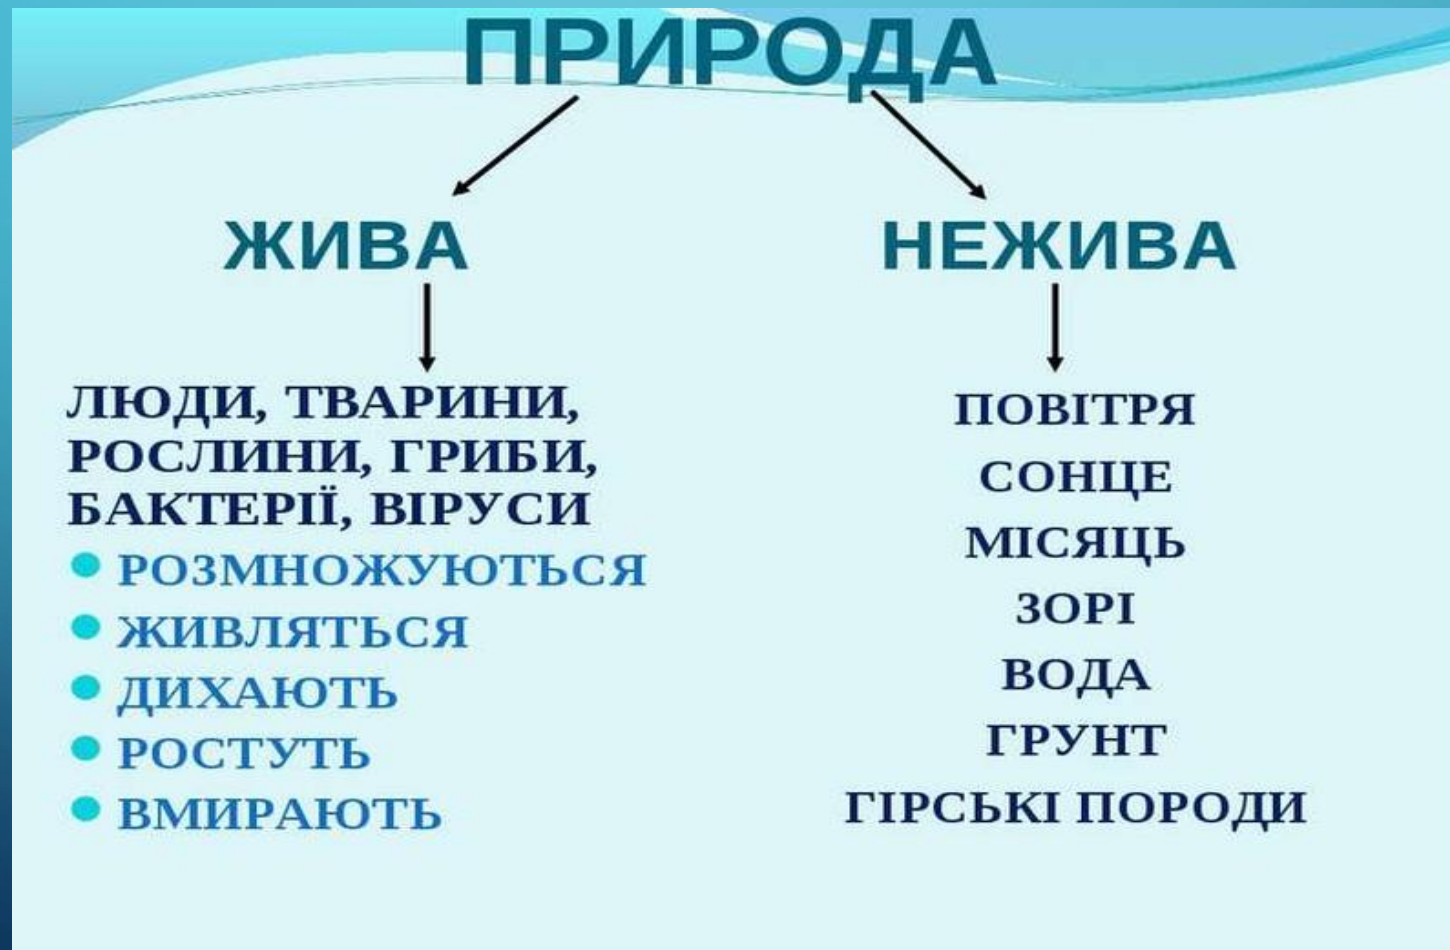 ПРИРОДА
ЖИВА
ЛЮДИ, ТВАРИНИ,
РОСЛИНИ, ГРИБИ,
БАКТЕРІЇ, ВІРУСИ
РОЗМНОЖУЮТЬСЯ
ЖИВЛЯТЬСЯ
ДИХАЮТЬ
РОСТУТЬ
ВМИРАЮТЬ
НЕЖИВА
ПОВІТРЯ
СОНЦЕ
МІСЯЦЬ
ЗОРІ
ВОДА
ГРУНТ
ГІРСЬКІ ПОРОДИ